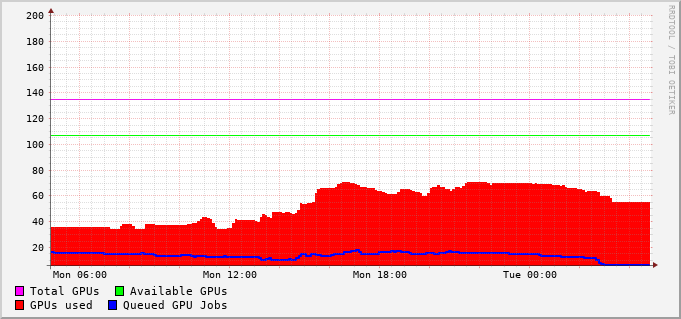 RRDTOOL / TOBI OETIKER
200
180
160
140
120
100
80
60
40
20
Mon 06:00 Mon 12:00 Mon 18:00 Tue 00:00
Total GPUs Available GPUs
GPUs used Queued GPU Jobs